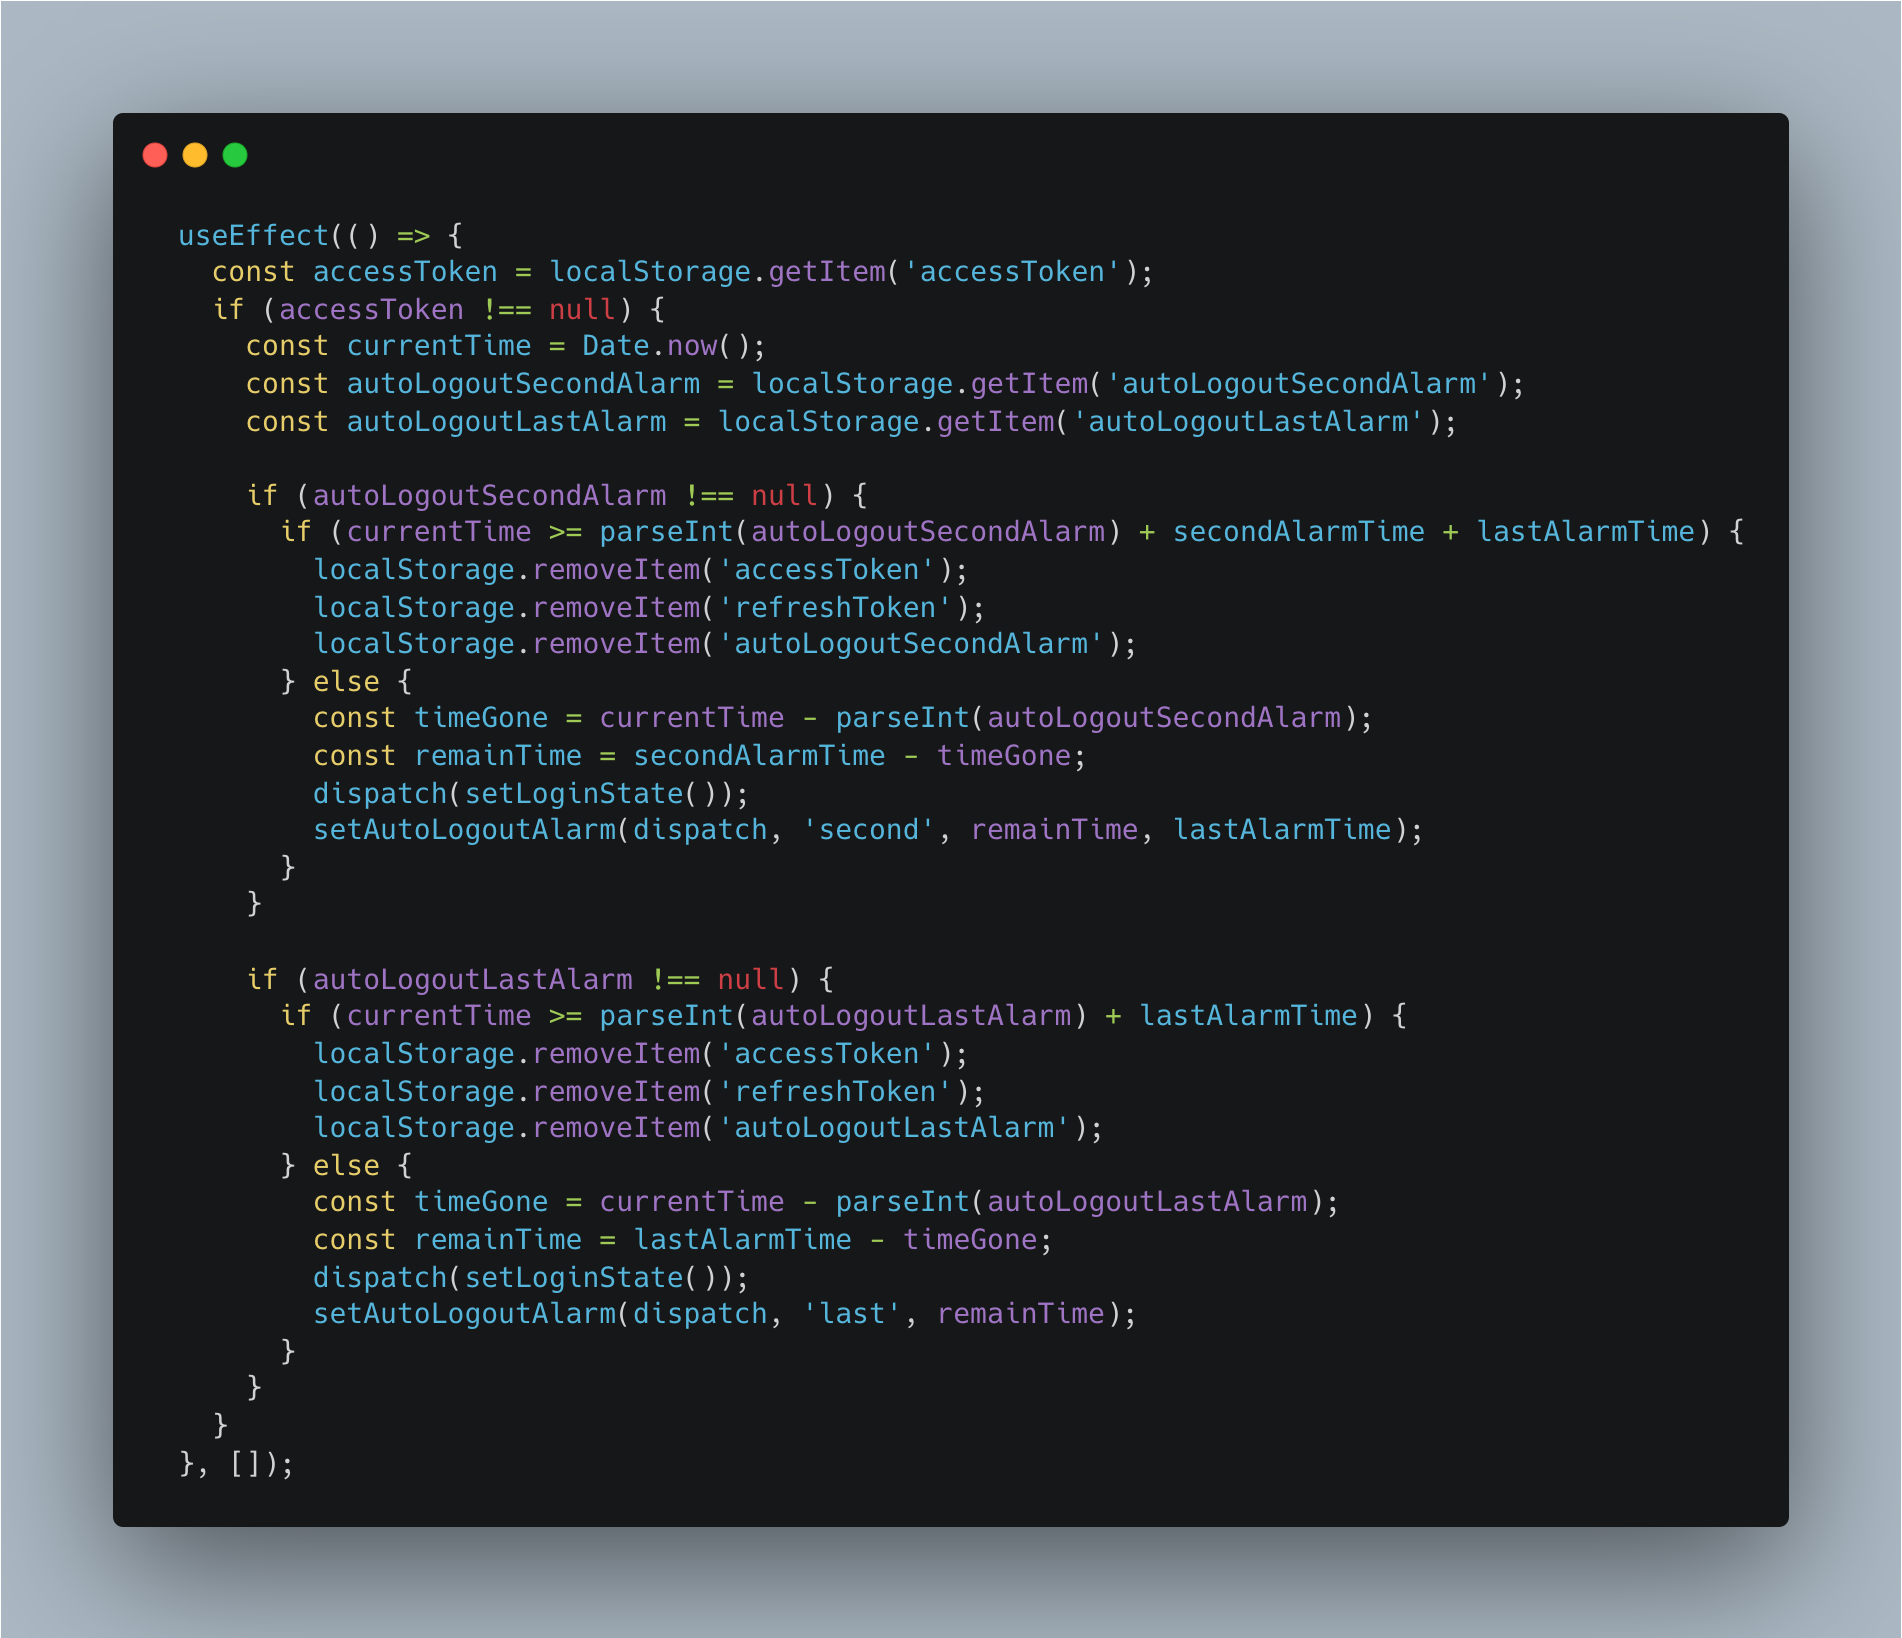 useEffect(() => {
  const accessToken = localStorage.getItem('accessToken');
  if (accessToken !== null) {
    const currentTime = Date.now();
    const autoLogoutSecondAlarm = localStorage.getItem('autoLogoutSecondAlarm');
    const autoLogoutLastAlarm = localStorage.getItem('autoLogoutLastAlarm');

    if (autoLogoutSecondAlarm !== null) {
      if (currentTime >= parseInt(autoLogoutSecondAlarm) + secondAlarmTime + lastAlarmTime) {
        localStorage.removeItem('accessToken');
        localStorage.removeItem('refreshToken');
        localStorage.removeItem('autoLogoutSecondAlarm');
      } else {
        const timeGone = currentTime - parseInt(autoLogoutSecondAlarm);
        const remainTime = secondAlarmTime - timeGone;
        dispatch(setLoginState());
        setAutoLogoutAlarm(dispatch, 'second', remainTime, lastAlarmTime);
      }
    }

    if (autoLogoutLastAlarm !== null) {
      if (currentTime >= parseInt(autoLogoutLastAlarm) + lastAlarmTime) {
        localStorage.removeItem('accessToken');
        localStorage.removeItem('refreshToken');
        localStorage.removeItem('autoLogoutLastAlarm');
      } else {
        const timeGone = currentTime - parseInt(autoLogoutLastAlarm);
        const remainTime = lastAlarmTime - timeGone;
        dispatch(setLoginState());
        setAutoLogoutAlarm(dispatch, 'last', remainTime);
      }
    }
  }
}, []);